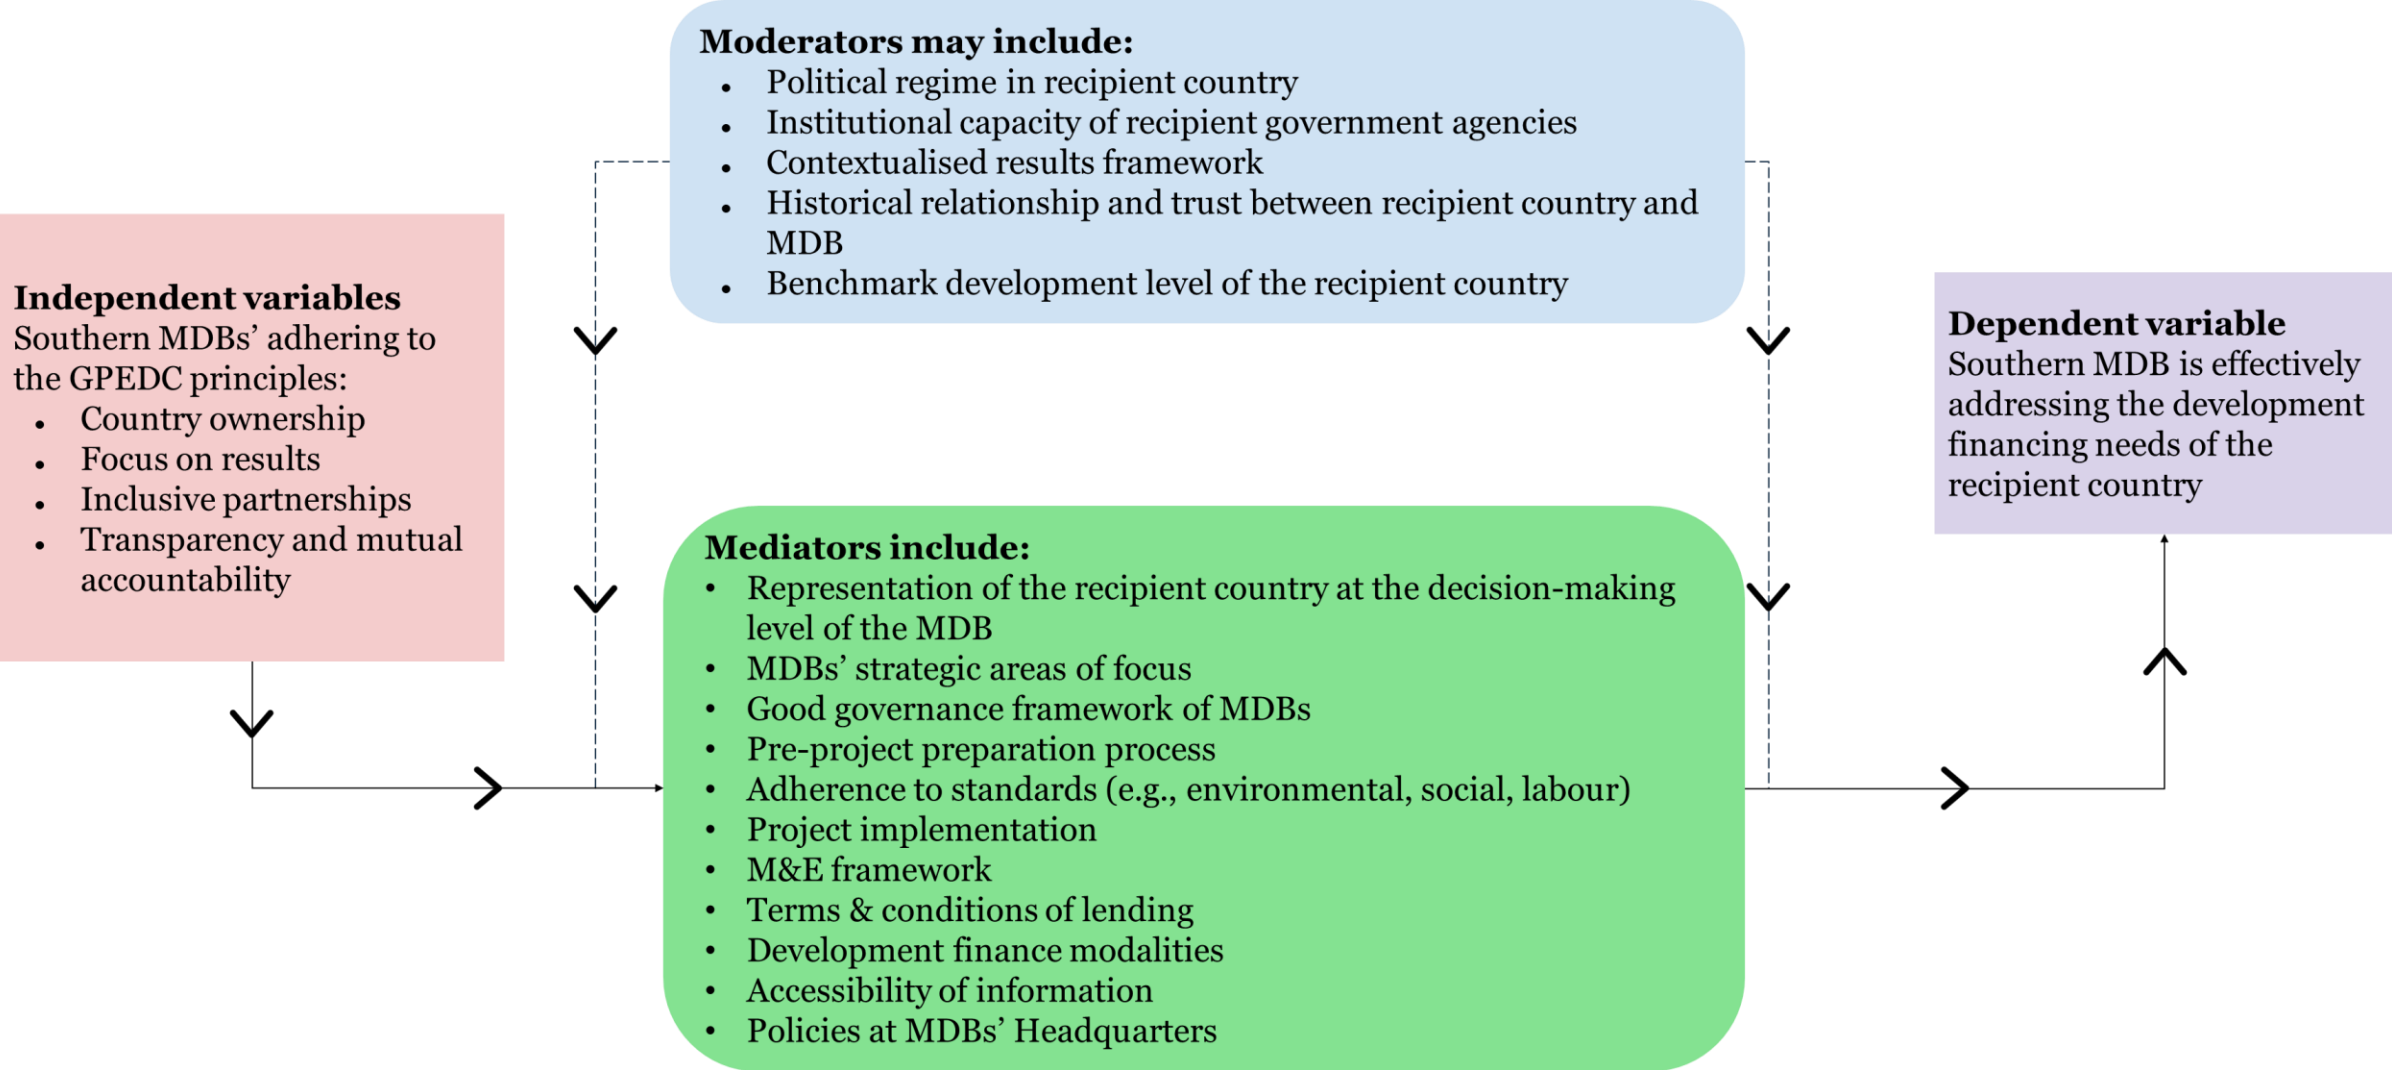 Moderators may include:
• Political regime in recipient country
• Institutional capacity of recipient government agencies
• Contextualised results framework
• Historical relationship and trust between recipient country and
MDB
• Benchmark development level of the recipient country
Independent variables
Southern MDBs’ adhering to
the GPEDC principles:
• Country ownership
• Focus on results
• Inclusive partnerships
• Transparency and mutual
accountability
Mediators include:
• Representation of the recipient country at the decision-making
level of the MDB
• MDBs’ strategic areas of focus
• Good governance framework of MDBs
• Pre-project preparation process
• Adherence to standards (e.g., environmental, social, labour)
• Project implementation
• M&E framework
• Terms & conditions of lending
• Development finance modalities
• Accessibility of information
• Policies at MDBs’ Headquarters
Dependent variable
Southern MDB is effectively
addressing the development
financing needs of the
recipient country